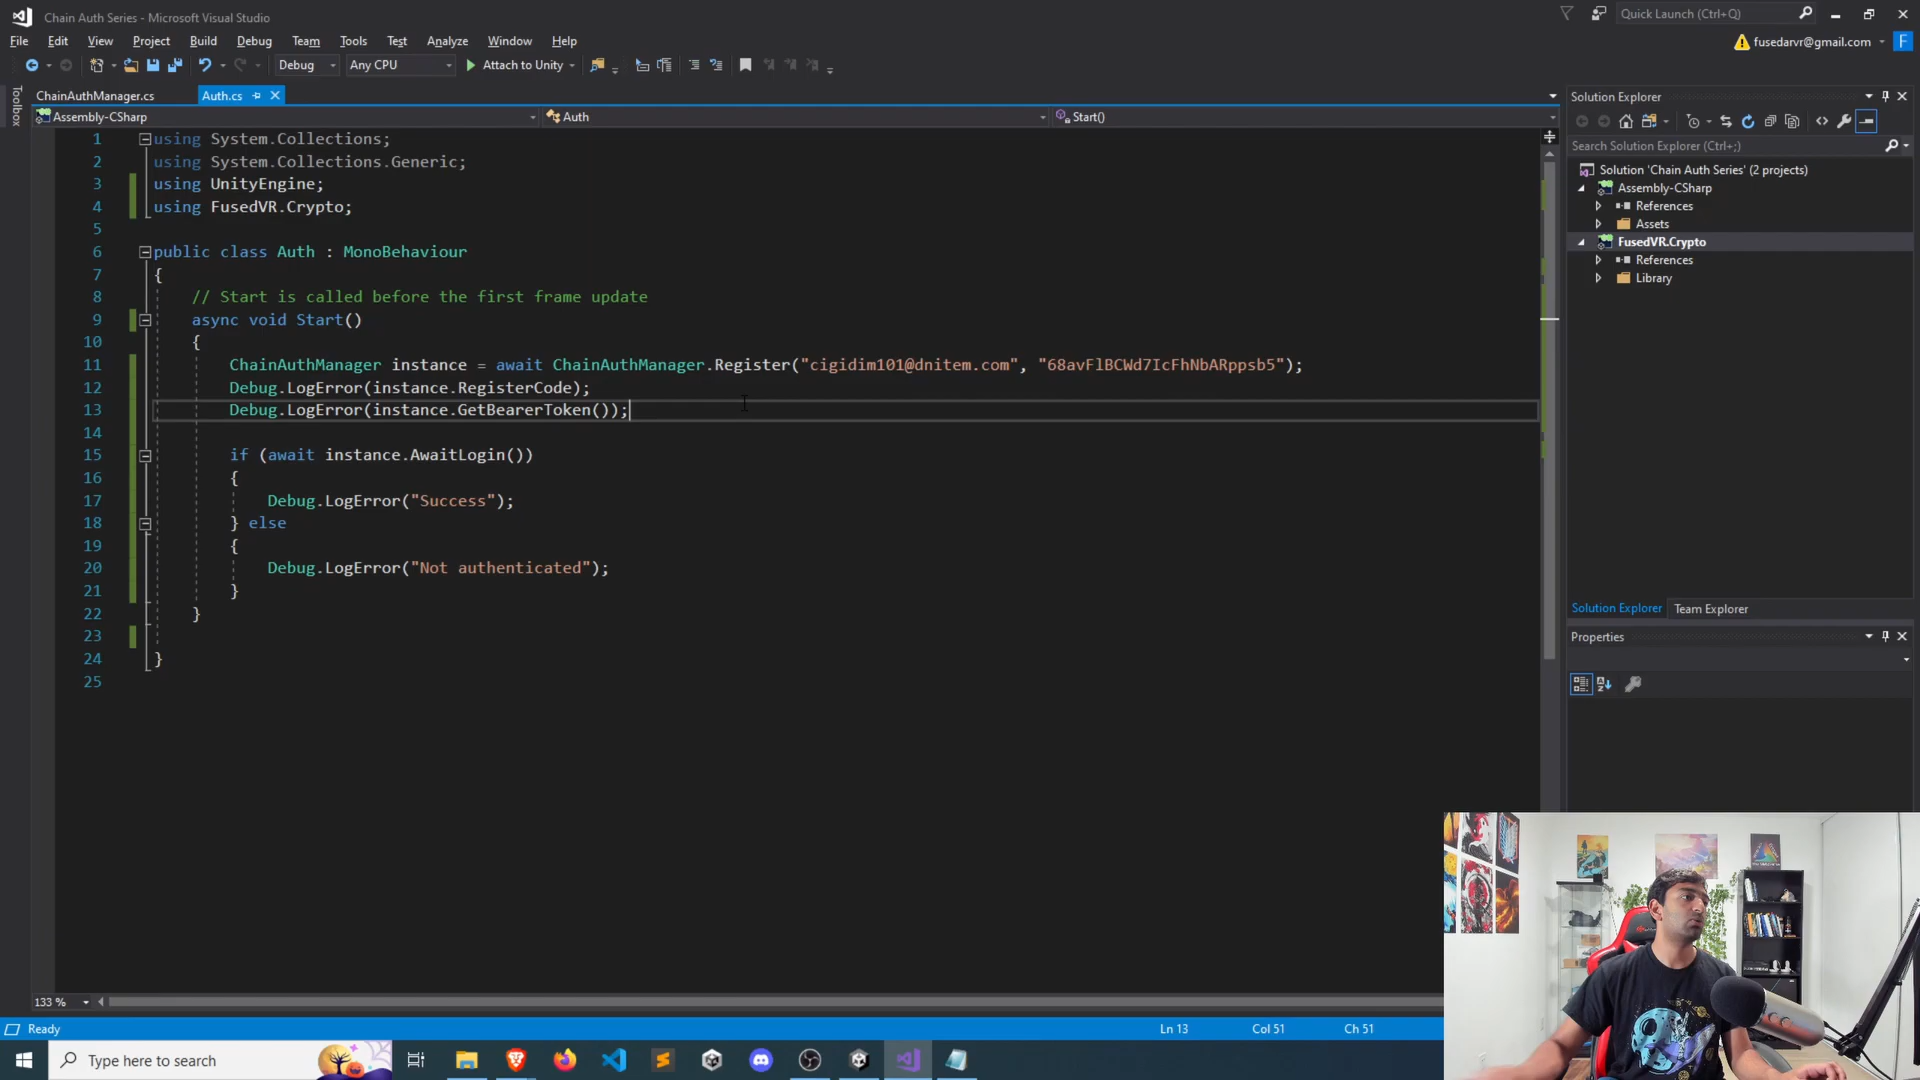 Chain Auth Series - Microsoft Visual Studio
Quick Launch (Ctrl+Q)
File Edit View Project Build Debug Team Tools Test Analyze Window Help
fusedarvr@gmail.com F
Debug Any CPU Attach to Unity
Toolbox
ChainAuthManager.cs Auth.cs
Assembly-CSharp Auth Start()
1 using System.Collections;
2 using System.Collections.Generic;
3 using UnityEngine;
4 using FusedVR.Crypto;
5
6 public class Auth : MonoBehaviour
7 {
8 // Start is called before the first frame update
9 async void Start()
10 {
11 ChainAuthManager instance = await ChainAuthManager.Register("cigidim101@dnitem.com", "68avFlBCWd7IcFhNbARppsb5");
12 Debug.LogError(instance.RegisterCode);
13 Debug.LogError(instance.GetBearerToken());
14
15 if (await instance.AwaitLogin())
16 {
17 Debug.LogError("Success");
18 } else
19 {
20 Debug.LogError("Not authenticated");
21 }
22 }
23
24 }
25
Solution Explorer
Search Solution Explorer (Ctrl+;)
Solution 'Chain Auth Series' (2 projects)
Assembly-CSharp
References
Assets
FusedVR.Crypto
References
Library
Solution Explorer Team Explorer
Properties
133 %
Ready Ln 13 Col 51 Ch 51
Type here to search